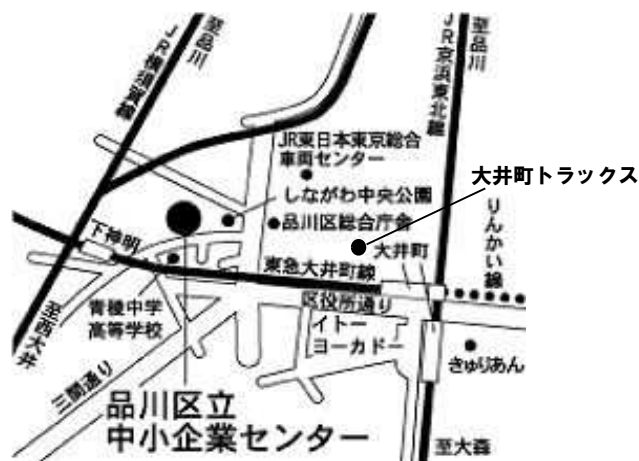 至品川
JR横須賀線
至品川
JR京浜東北線
JR東日本東京総合
車両センター
大井町トラックス
しながわ中央公園
品川区総合庁舎
りんかい線
下神明
大井町
東急大井町線
区役所通り
イトー
ヨーカドー
青稜中学
高等学校
至西大井
三間通り
きゅりあん
品川区立
中小企業センター
至大森